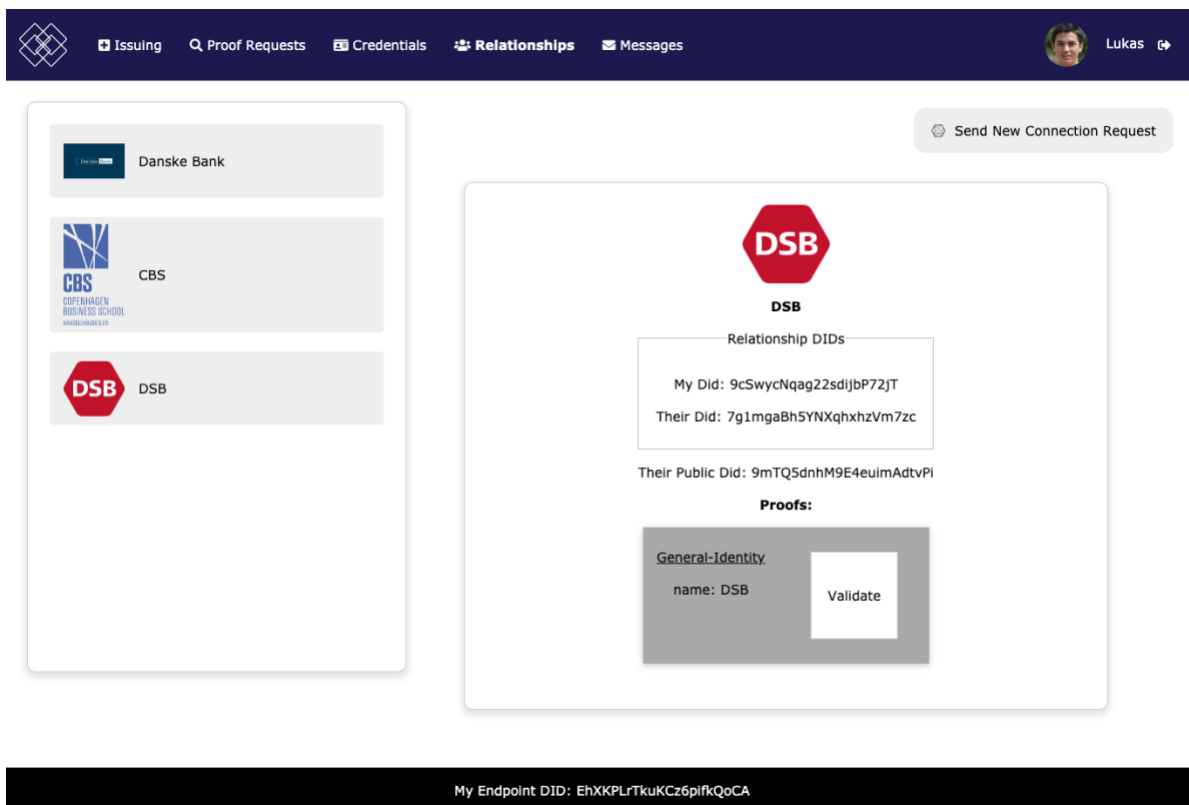 Issuing
Proof Requests
Credentials
Relationships
Messages
Lukas
Danske Bank
CBS
COPENHAGEN
BUSINESS SCHOOL
HANDELSHØJSKOLEN
CBS
DSB
DSB
Send New Connection Request
DSB
DSB
Relationship DIDs
My Did: 9cSwycNqag22sdijbP72jT
Their Did: 7g1mgaBh5YNXqhxhzVm7zc
Their Public Did: 9mTQ5dnhM9E4euimAdtvPi
Proofs:
General-Identity
name: DSB
Validate
My Endpoint DID: EhXKPLrTkuKCz6pifkQoCA